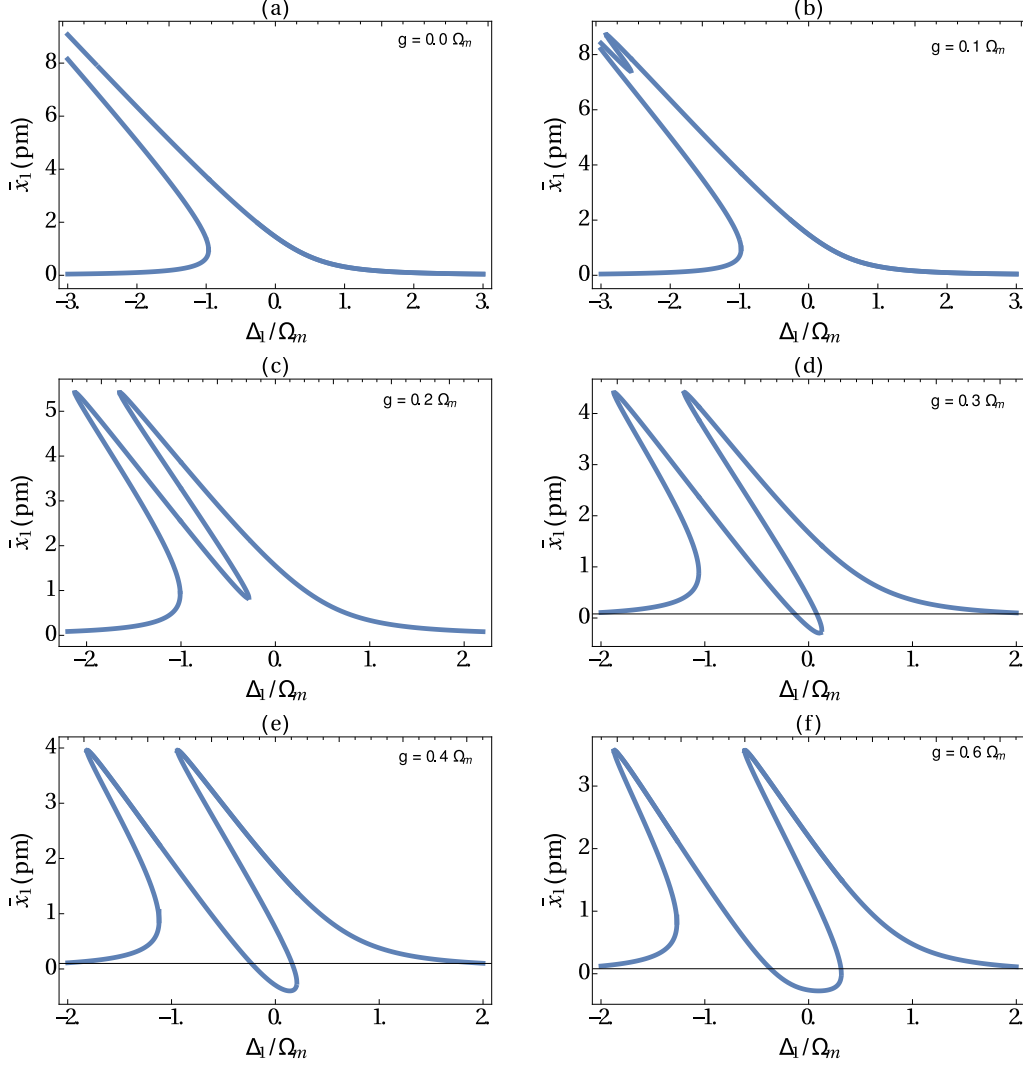 (a)
g = 0.0 Ωm
8
6
4
2
0
x̄1 (pm)
−3. −2. −1. 0. 1. 2. 3.
Δ1/Ωm
(b)
g = 0.1 Ωm
8
6
4
2
0
x̄1 (pm)
−3. −2. −1. 0. 1. 2. 3.
Δ1/Ωm
(c)
g = 0.2 Ωm
5
4
3
2
1
0
x̄1 (pm)
−2. −1. 0. 1. 2.
Δ1/Ωm
(d)
g = 0.3 Ωm
4
3
2
1
0
x̄1 (pm)
−2. −1. 0. 1. 2.
Δ1/Ωm
(e)
g = 0.4 Ωm
4
3
2
1
0
x̄1 (pm)
−2. −1. 0. 1. 2.
Δ1/Ωm
(f)
g = 0.6 Ωm
3
2
1
0
x̄1 (pm)
−2. −1. 0. 1. 2.
Δ1/Ωm